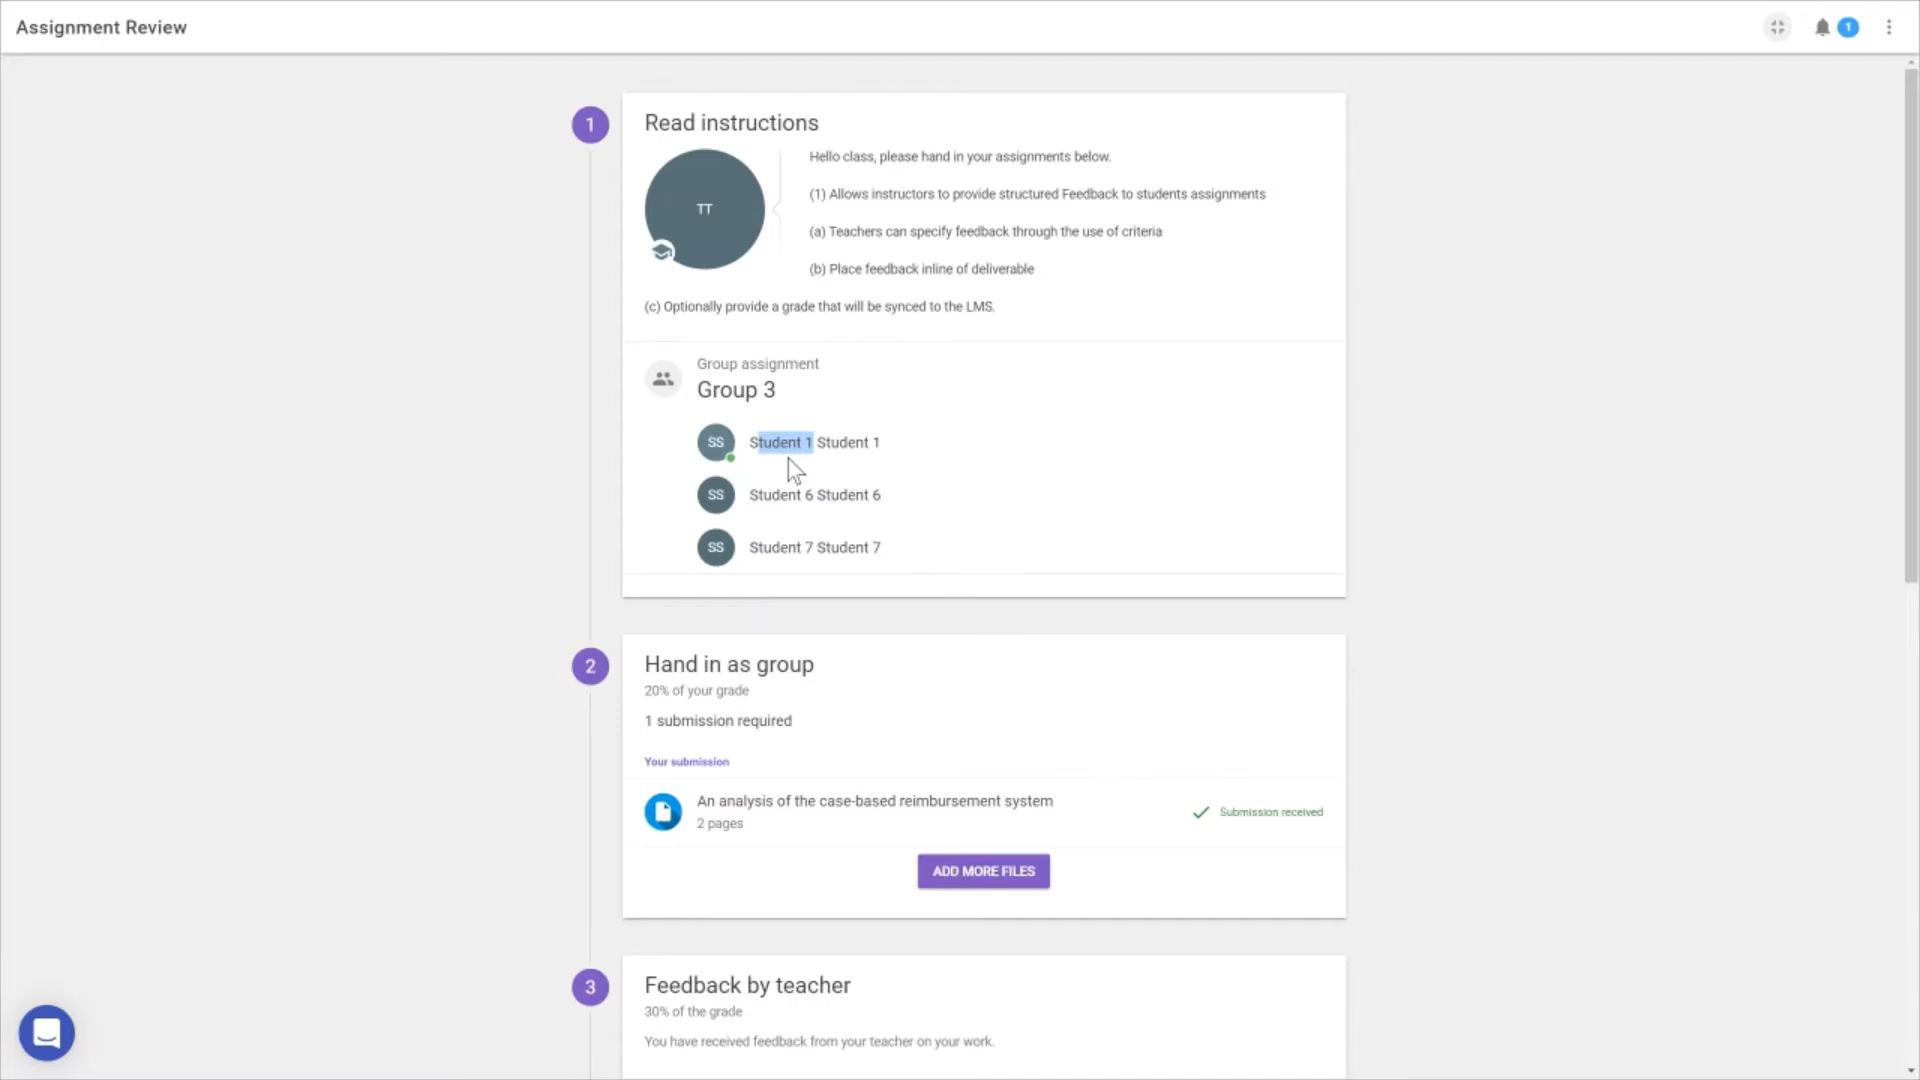 Assignment Review
1
1
Read instructions
TT
Hello class, please hand in your assignments below.
(1) Allows instructors to provide structured Feedback to students assignments
(a) Teachers can specify feedback through the use of criteria
(b) Place feedback inline of deliverable
(c) Optionally provide a grade that will be synced to the LMS.
Group assignment
Group 3
SS Student 1 Student 1
SS Student 6 Student 6
SS Student 7 Student 7
2
Hand in as group
20% of your grade
1 submission required
Your submission
An analysis of the case-based reimbursement system
2 pages
Submission received
ADD MORE FILES
3
Feedback by teacher
30% of the grade
You have received feedback from your teacher on your work.